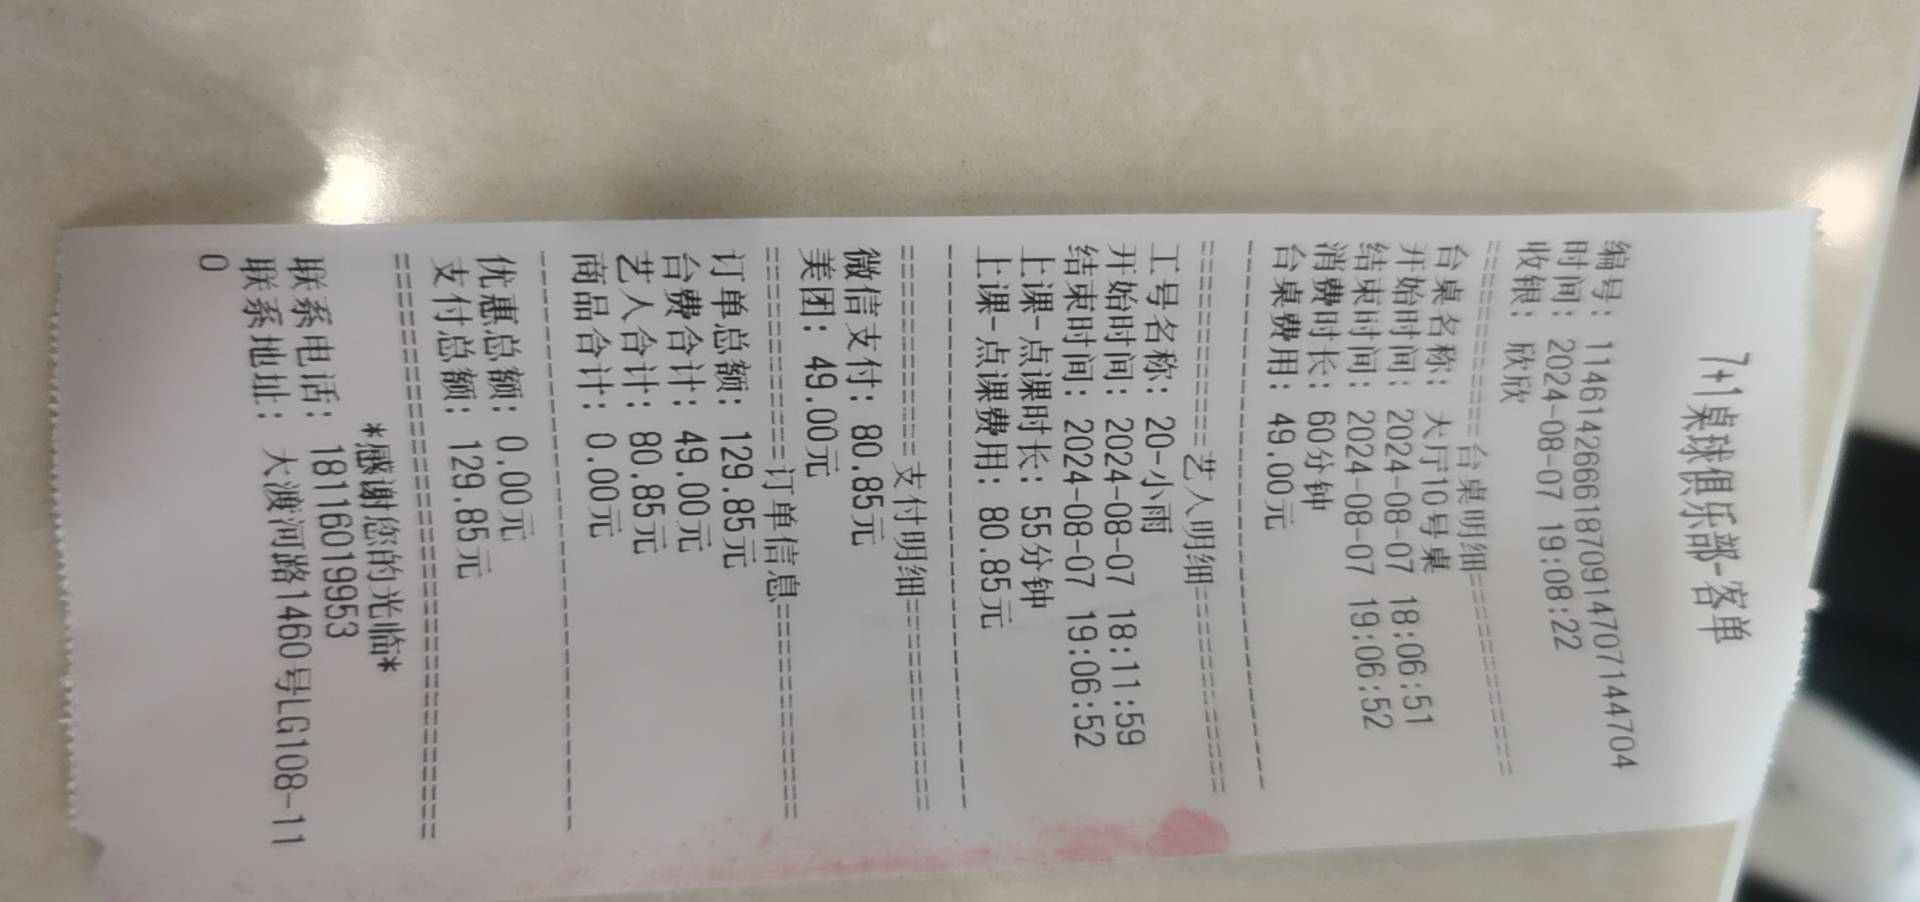 7+1桌球俱乐部-客单
编号: 1146142666187091470714​4704
时间: 2024-08-07 19:08:22
收银: 欣欣
==========台桌明细==========
台桌名称: 大厅10号桌
开始时间: 2024-08-07 18:06:51
结束时间: 2024-08-07 19:06:52
消费时长: 60分钟
台桌费用: 49.00元
--------------------------------
==========艺人明细==========
工号名称: 20-小雨
开始时间: 2024-08-07 18:11:59
结束时间: 2024-08-07 19:06:52
上课-点课时长: 55分钟
上课-点课费用: 80.85元
--------------------------------
==========支付明细==========
微信支付: 80.85元
美团: 49.00元
==========订单信息==========
订单总额: 129.85元
台费合计: 49.00元
艺人合计: 80.85元
商品合计: 0.00元
--------------------------------
优惠总额: 0.00元
支付总额: 129.85元
================================
*感谢您的光临*
联系电话: 18116019953
联系地址: 大渡河路1460号LG108-11
0